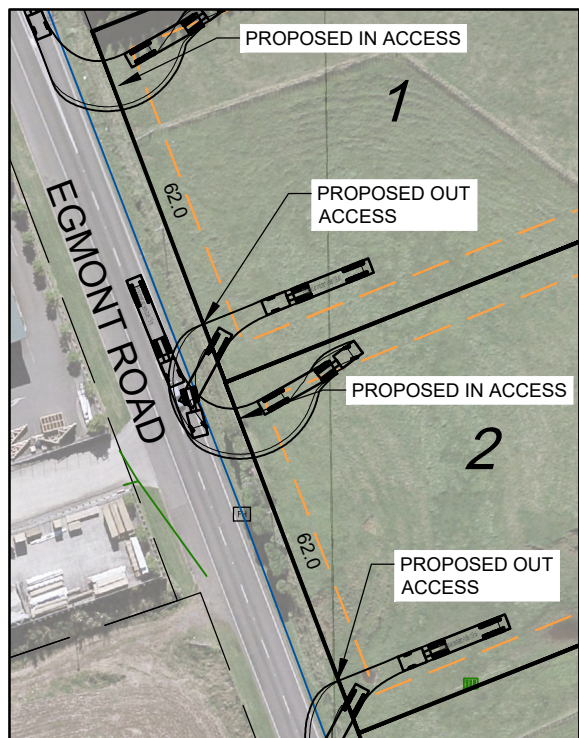 PROPOSED IN ACCESS
1
62.0
PROPOSED OUT
ACCESS
EGMONT ROAD
PROPOSED IN ACCESS
2
FH
62.0
PROPOSED OUT
ACCESS